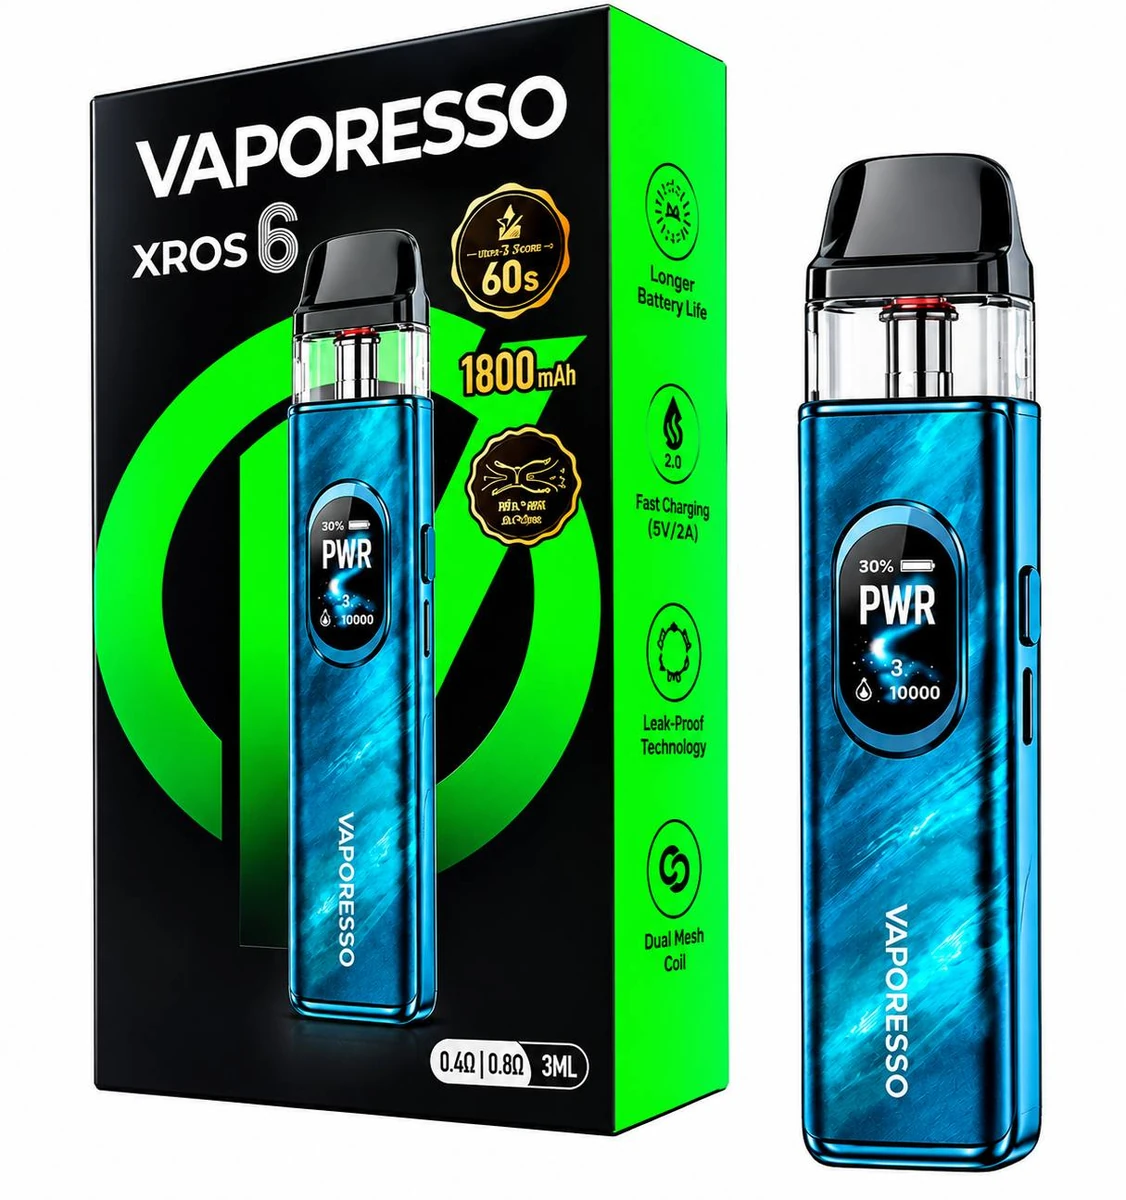 VAPORESSO
XROS 6
60s
1800mAh
30%
PWR
3.
10000
VAPORESSO
0.4Ω|0.8Ω 3ML
Longer
Battery Life
2.0
Fast Charging
(5V/2A)
Leak-Proof
Technology
Dual Mesh
Coil
30%
PWR
3.
10000
VAPORESSO